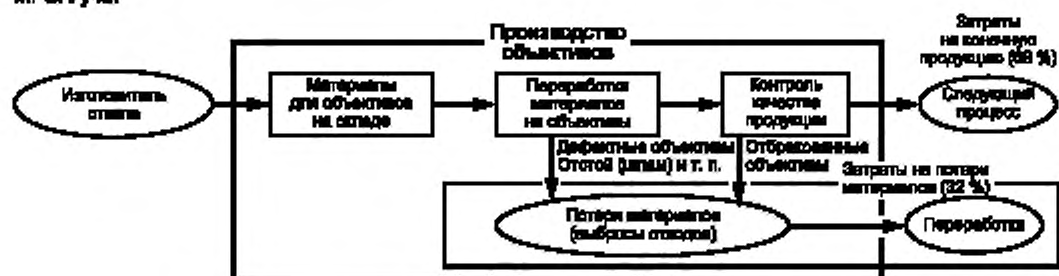 Производство
объективов
Затраты
на конечную
продукцию (68 %)
Изготовитель
стекла
Материалы
для объективов
на складе
Переработка
материалов
на объективы
Контроль
качества
продукции
Следующий
процесс
Дефектные объективы
Отстой (шлам) и т. п.
Отбракованные
объективы
Затраты на потери
материалов (32 %)
Потери материалов
(выбросы отходов)
Переработка